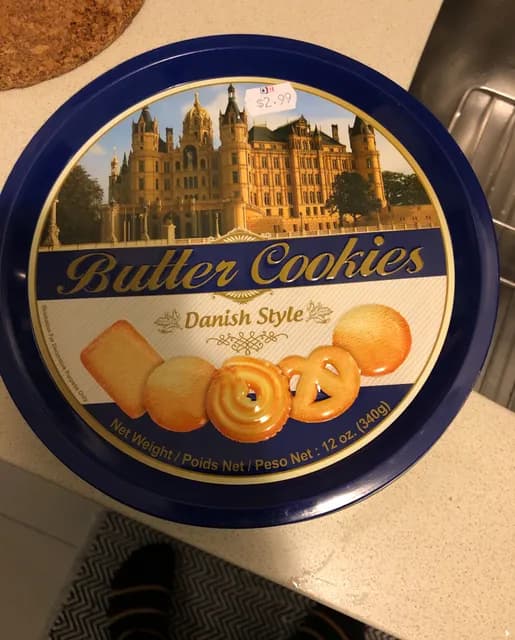 $2.99
Butter Cookies
Danish Style
Net Weight / Poids Net / Peso Net : 12 oz. (340g)